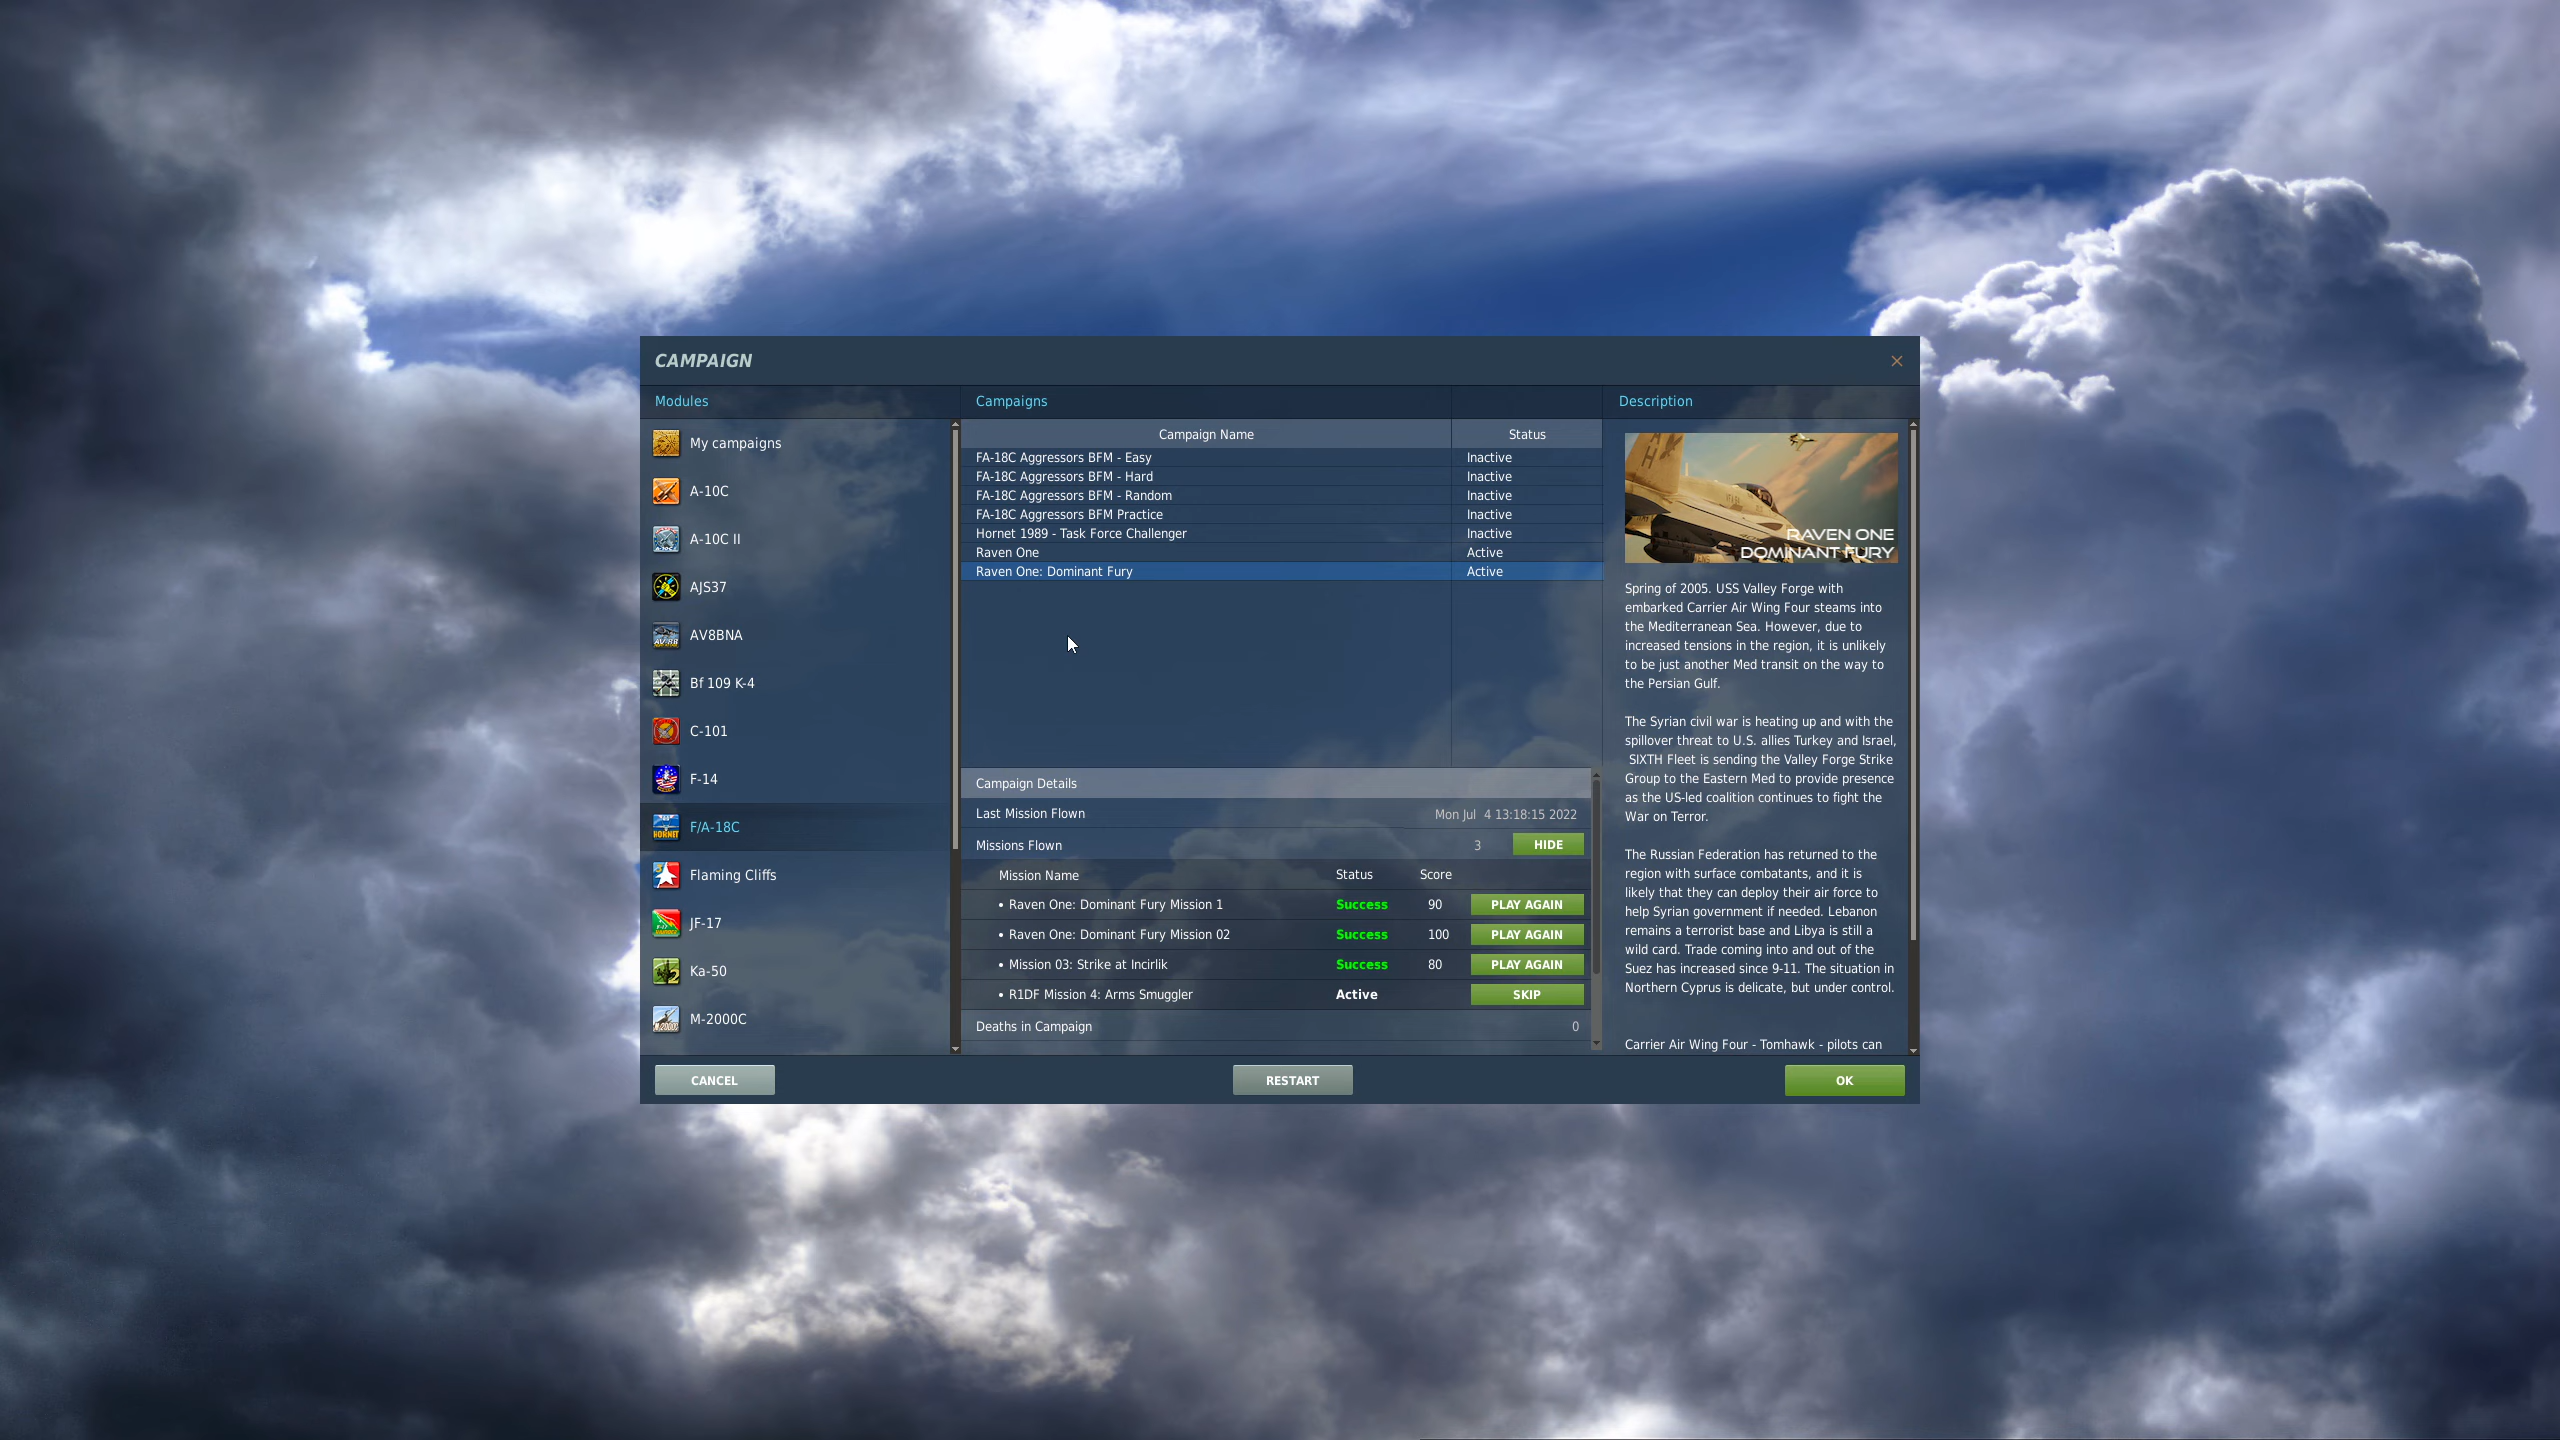 CAMPAIGN
Modules
Campaigns
Description
My campaigns
A-10C
A-10C II
AJS37
AV8BNA
Bf 109 K-4
C-101
F-14
F/A-18C
Flaming Cliffs
JF-17
Ka-50
M-2000C
Campaign Name Status
FA-18C Aggressors BFM - Easy Inactive
FA-18C Aggressors BFM - Hard Inactive
FA-18C Aggressors BFM - Random Inactive
FA-18C Aggressors BFM Practice Inactive
Hornet 1989 - Task Force Challenger Inactive
Raven One Active
Raven One: Dominant Fury Active
Campaign Details
Last Mission Flown Mon Jul 4 13:18:15 2022
Missions Flown 3 HIDE
Mission Name Status Score
• Raven One: Dominant Fury Mission 1 Success 90 PLAY AGAIN
• Raven One: Dominant Fury Mission 02 Success 100 PLAY AGAIN
• Mission 03: Strike at Incirlik Success 80 PLAY AGAIN
• R1DF Mission 4: Arms Smuggler Active SKIP
Deaths in Campaign 0
RAVEN ONE
DOMINANT FURY
Spring of 2005. USS Valley Forge with
embarked Carrier Air Wing Four steams into
the Mediterranean Sea. However, due to
increased tensions in the region, it is unlikely
to be just another Med transit on the way to
the Persian Gulf.
The Syrian civil war is heating up and with the
spillover threat to U.S. allies Turkey and Israel,
SIXTH Fleet is sending the Valley Forge Strike
Group to the Eastern Med to provide presence
as the US-led coalition continues to fight the
War on Terror.
The Russian Federation has returned to the
region with surface combatants, and it is
likely that they can deploy their air force to
help Syrian government if needed. Lebanon
remains a terrorist base and Libya is still a
wild card. Trade coming into and out of the
Suez has increased since 9-11. The situation in
Northern Cyprus is delicate, but under control.
Carrier Air Wing Four - Tomhawk - pilots can
CANCEL
RESTART
OK